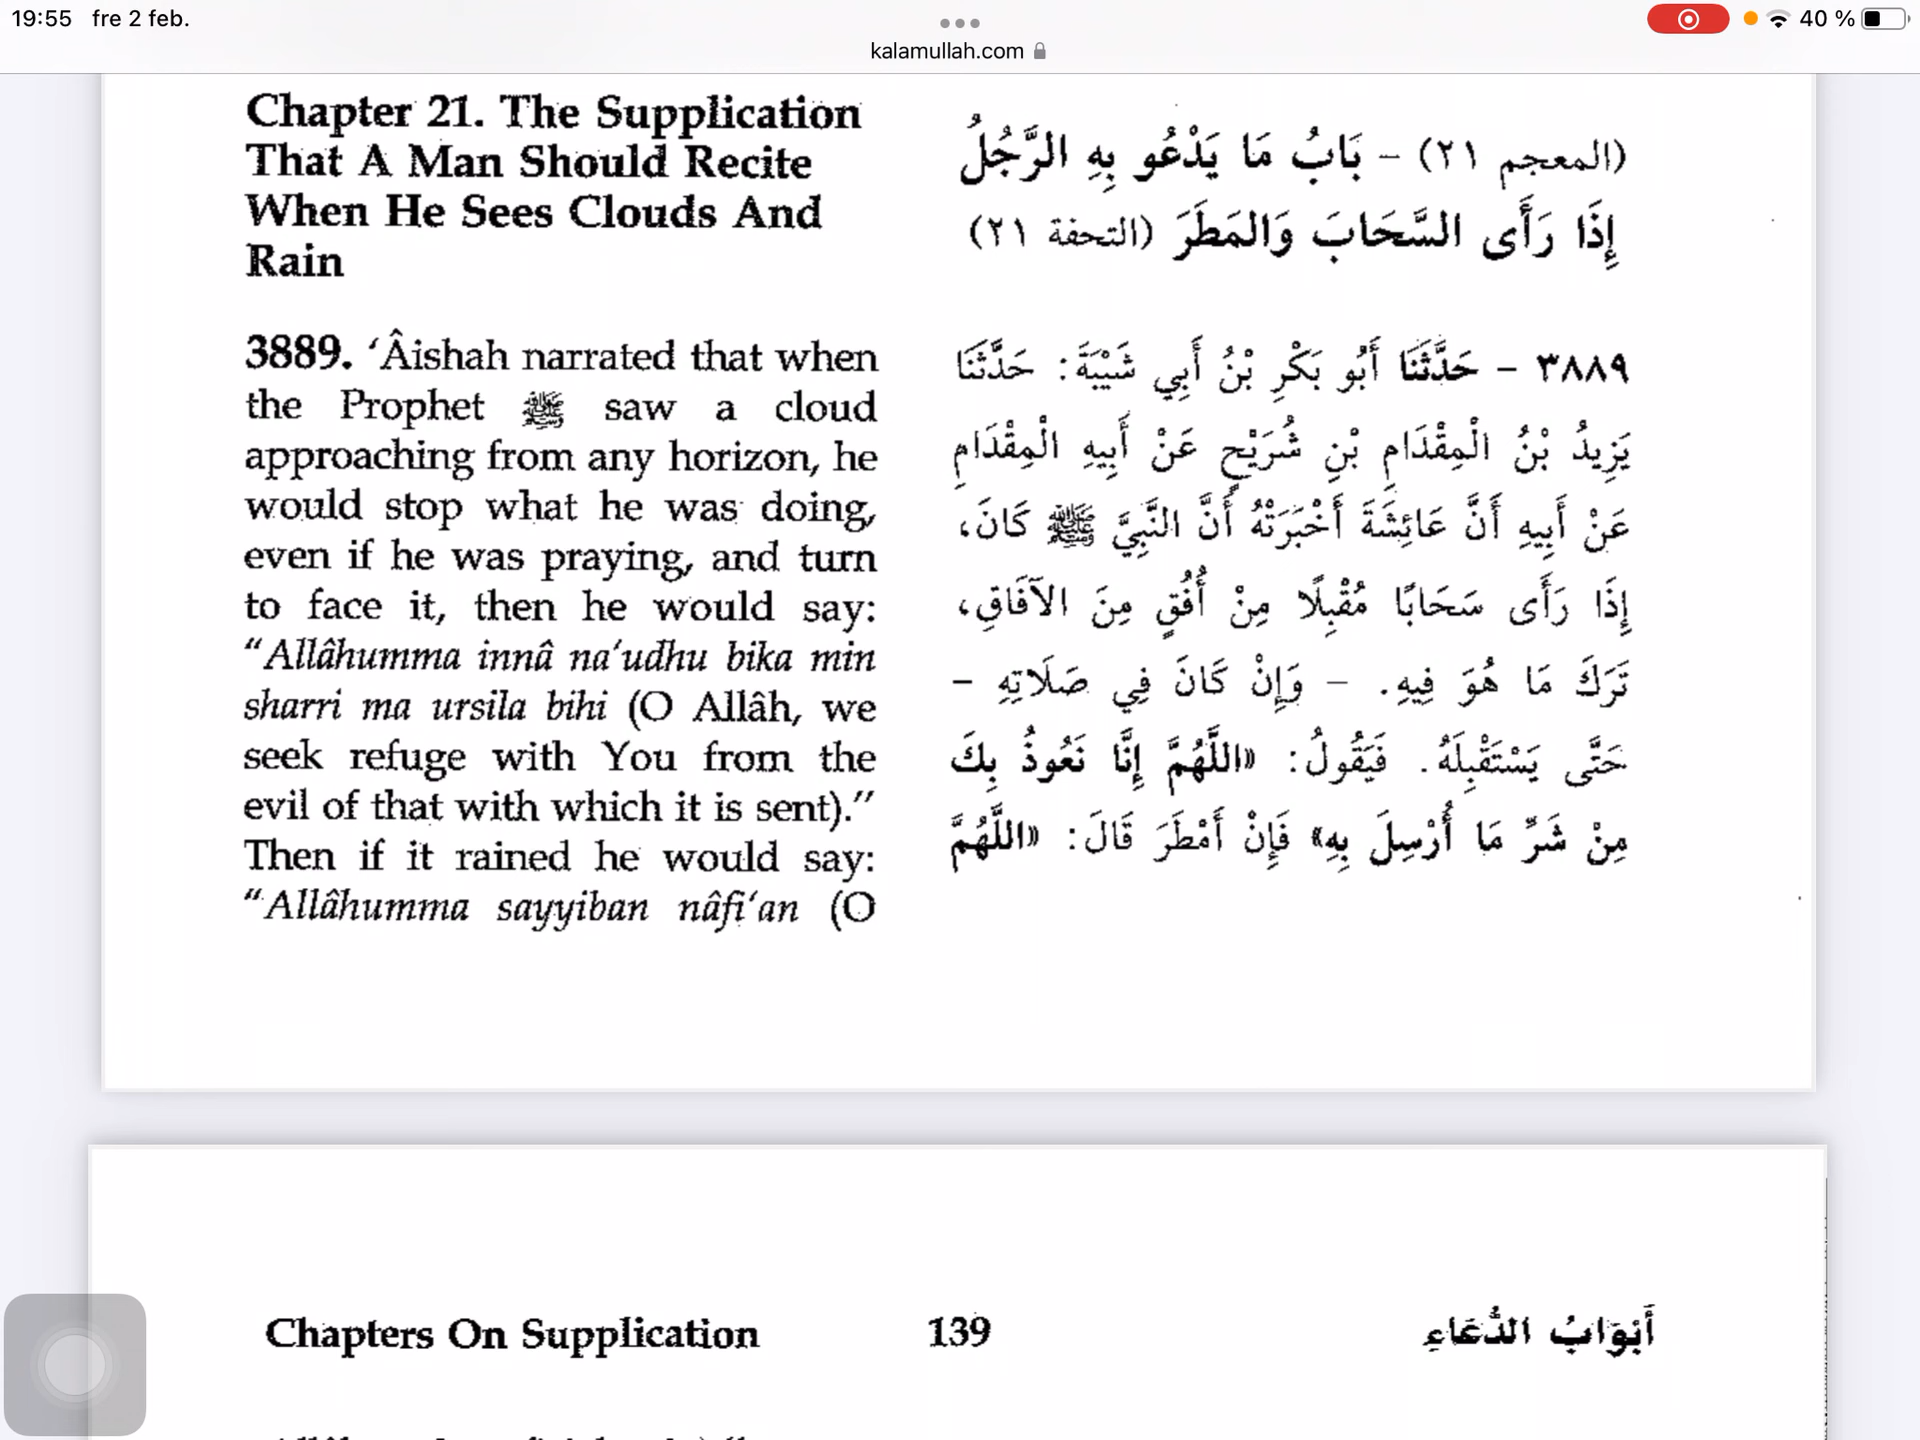 19:55 fre 2 feb.
40 %
kalamullah.com
Chapter 21. The Supplication
That A Man Should Recite
When He Sees Clouds And
Rain
(المعجم ٢١) - بَابُ مَا يَدْعُو بِهِ الرَّجُلُ
إِذَا رَأَى السَّحَابَ وَالمَطَرَ (التحفة ٢١)
3889. ‘Âishah narrated that when
the Prophet ﷺ saw a cloud
approaching from any horizon, he
would stop what he was doing,
even if he was praying, and turn
to face it, then he would say:
“Allâhumma innâ na’udhu bika min
sharri ma ursila bihi (O Allâh, we
seek refuge with You from the
evil of that with which it is sent).”
Then if it rained he would say:
“Allâhumma sayyiban nâfi‘an (O
٣٨٨٩ - حَدَّثَنَا أَبُو بَكْرِ بْنُ أَبِي شَيْبَةَ: حَدَّثَنَا
يَزِيدُ بْنُ الْمِقْدَامِ بْنِ شُرَيْحٍ عَنْ أَبِيهِ الْمِقْدَامِ
عَنْ أَبِيهِ أَنَّ عَائِشَةَ أَخْبَرَتْهُ أَنَّ النَّبِيَّ ﷺ كَانَ،
إِذَا رَأَى سَحَابًا مُقْبِلًا مِنْ أُفُقٍ مِنَ الآفَاقِ،
تَرَكَ مَا هُوَ فِيهِ. - وَإِنْ كَانَ فِي صَلَاتِهِ -
حَتَّى يَسْتَقْبِلَهُ. فَيَقُولُ: «اللَّهُمَّ إِنَّا نَعُوذُ بِكَ
مِنْ شَرِّ مَا أُرْسِلَ بِهِ» فَإِنْ أَمْطَرَ قَالَ: «اللَّهُمَّ
Chapters On Supplication 139 أَبْوَابُ الدُّعَاءِ